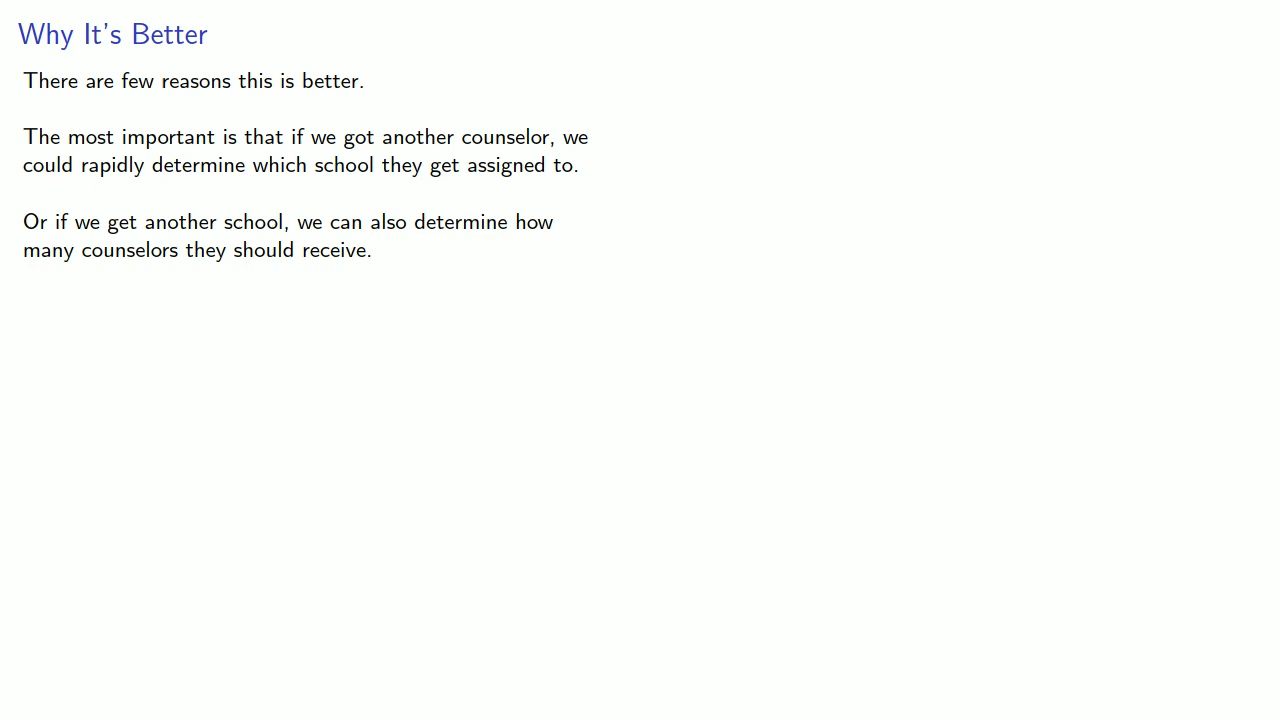 Why It's Better
There are few reasons this is better.
The most important is that if we got another counselor, we
could rapidly determine which school they get assigned to.
Or if we get another school, we can also determine how
many counselors they should receive.